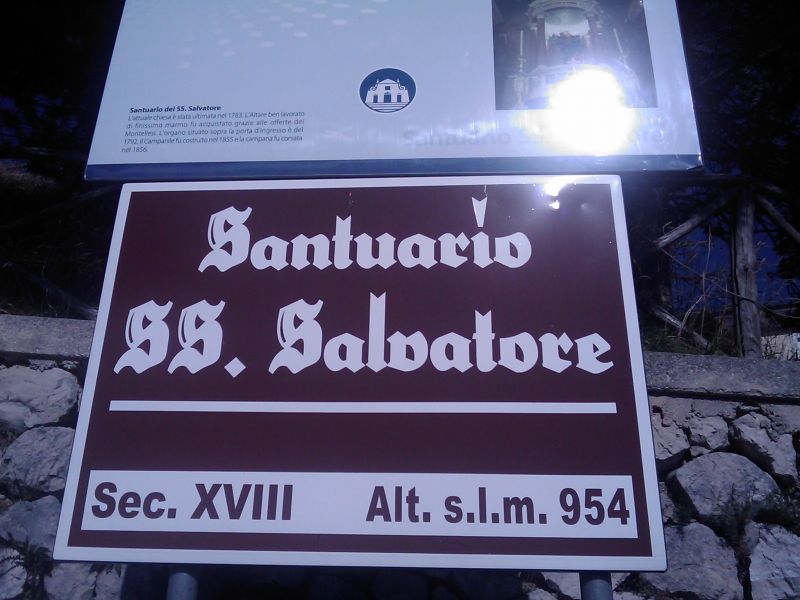 Santuario del SS. Salvatore
L'attuale chiesa è stata ultimata nel 1783. L'Altare ben lavorato
di finissimo marmo fu acquistato grazie alle offerte dei
Montellesi. L'organo situato sopra la porta d'ingresso è del
1792. Il Campanile fu costruito nel 1855 e la campana fu coniata
nel 1856.
Santuario
Santuario
SS. Salvatore
Sec. XVIII Alt. s.l.m. 954